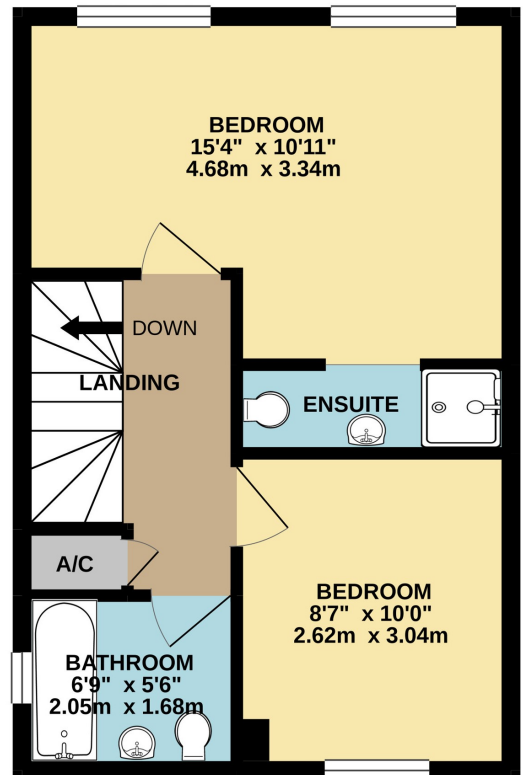 BEDROOM
15'4" x 10'11"
4.68m x 3.34m
DOWN
LANDING
ENSUITE
A/C
BEDROOM
8'7" x 10'0"
2.62m x 3.04m
BATHROOM
6'9" x 5'6"
2.05m x 1.68m